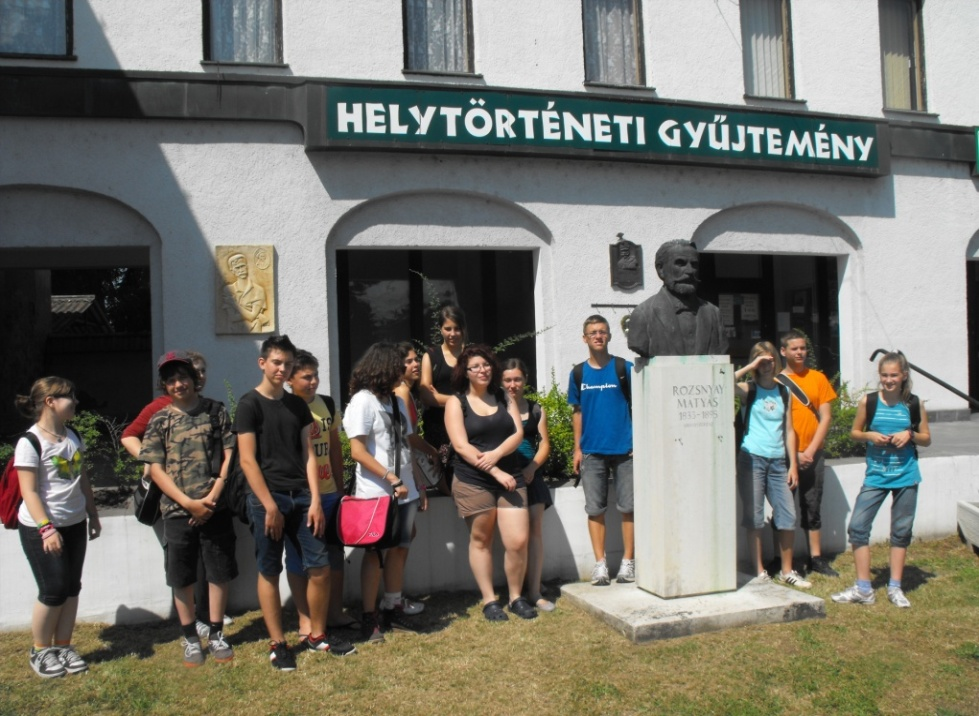 HELYTÖRTÉNETI GYŰJTEMÉNY
Champion
ROZSNYAY
MÁTYÁS
1833-1895